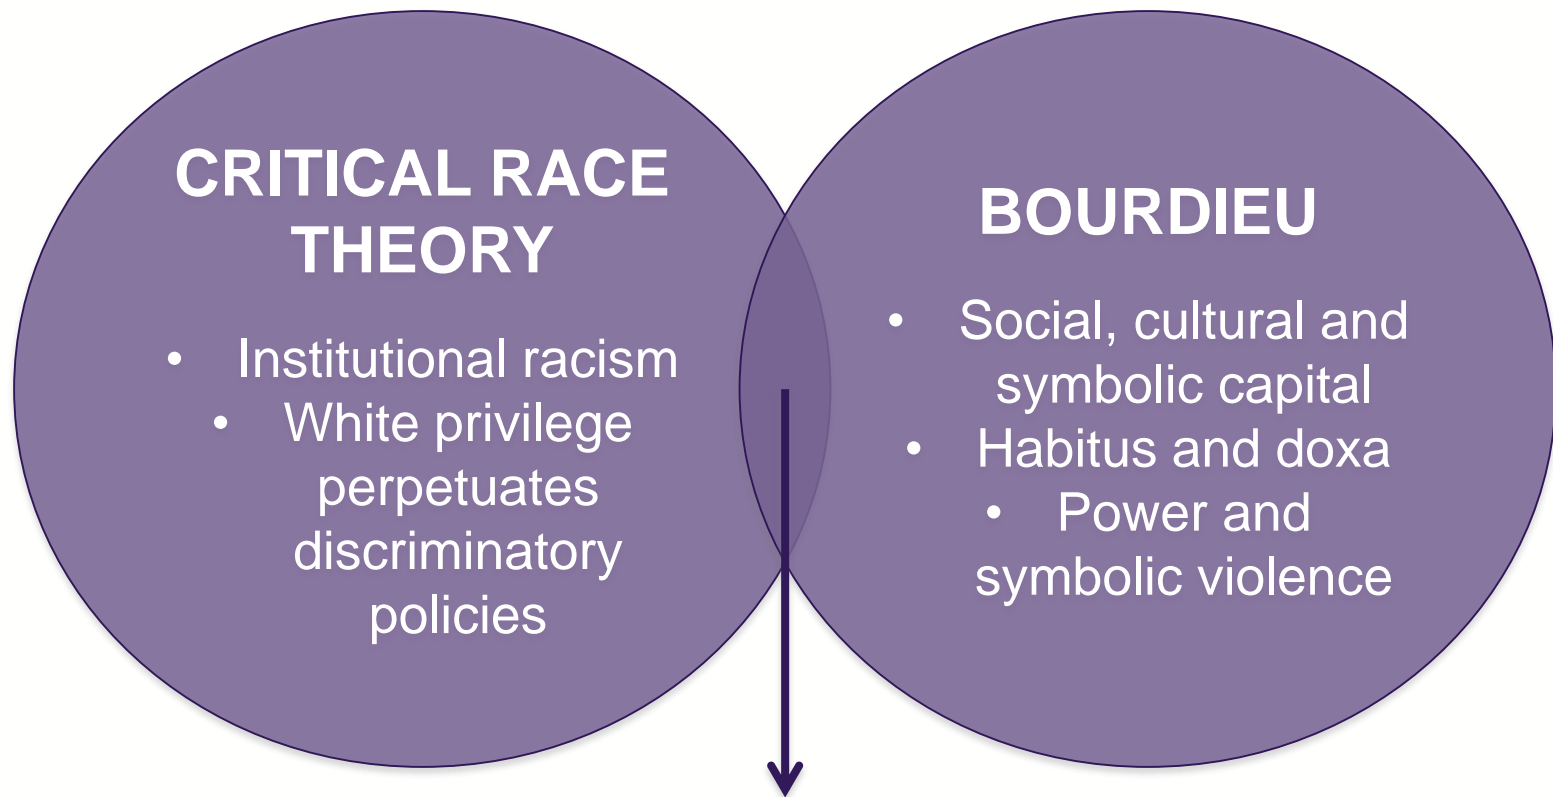 CRITICAL RACE
THEORY
• Institutional racism
• White privilege
perpetuates
discriminatory
policies
BOURDIEU
• Social, cultural and
symbolic capital
• Habitus and doxa
• Power and
symbolic violence